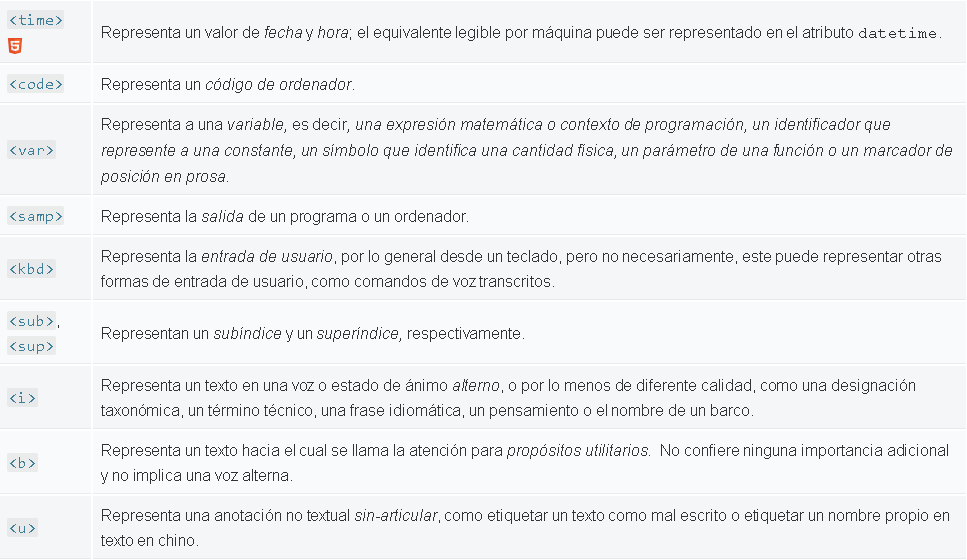 <time>
5
Representa un valor de fecha y hora; el equivalente legible por máquina puede ser representado en el atributo datetime.
<code>
Representa un código de ordenador.
<var>
Representa a una variable, es decir, una expresión matemática o contexto de programación, un identificador que
represente a una constante, un símbolo que identifica una cantidad física, un parámetro de una función o un marcador de
posición en prosa.
<samp>
Representa la salida de un programa o un ordenador.
<kbd>
Representa la entrada de usuario, por lo general desde un teclado, pero no necesariamente, este puede representar otras
formas de entrada de usuario, como comandos de voz transcritos.
<sub>,
<sup>
Representan un subíndice y un superíndice, respectivamente.
<i>
Representa un texto en una voz o estado de ánimo alterno, o por lo menos de diferente calidad, como una designación
taxonómica, un término técnico, una frase idiomática, un pensamiento o el nombre de un barco.
<b>
Representa un texto hacia el cual se llama la atención para propósitos utilitarios. No confiere ninguna importancia adicional
y no implica una voz alterna.
<u>
Representa una anotación no textual sin-articular, como etiquetar un texto como mal escrito o etiquetar un nombre propio en
texto en chino.